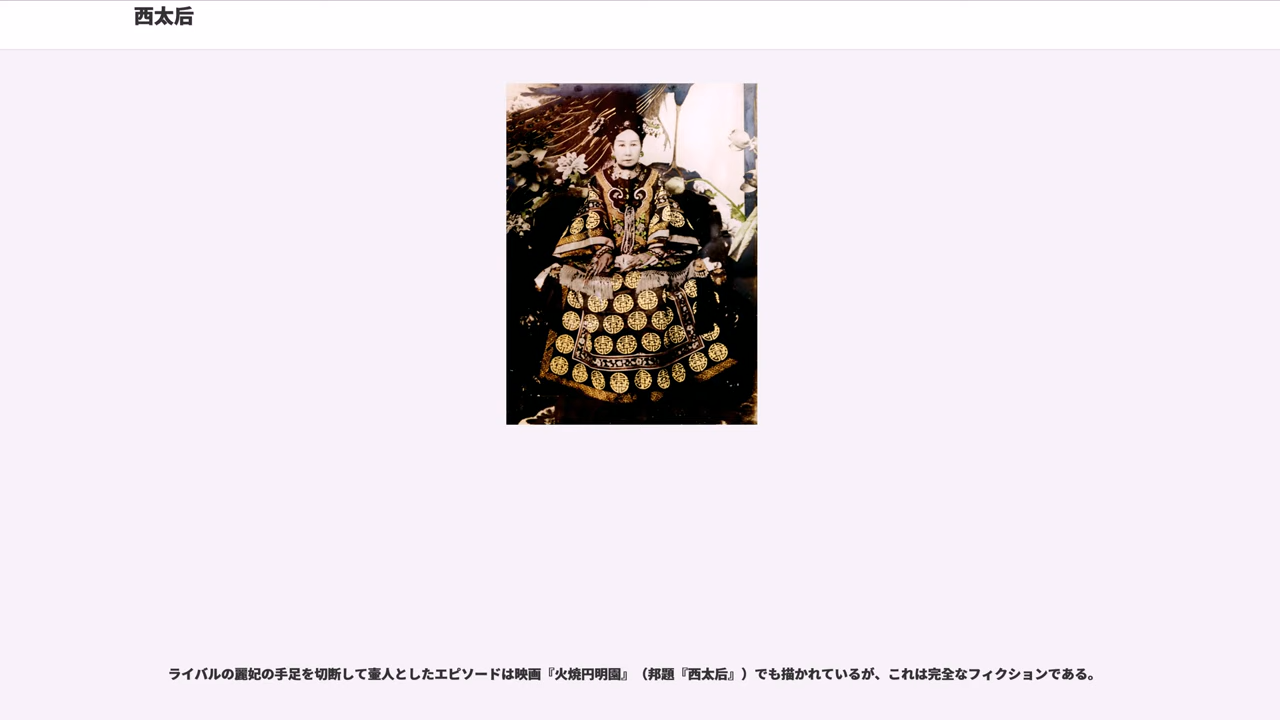 西太后
ライバルの麗妃の手足を切断して壷人としたエピソードは映画『火焼円明園』（邦題『西太后』）でも描かれているが、これは完全なフィクションである。